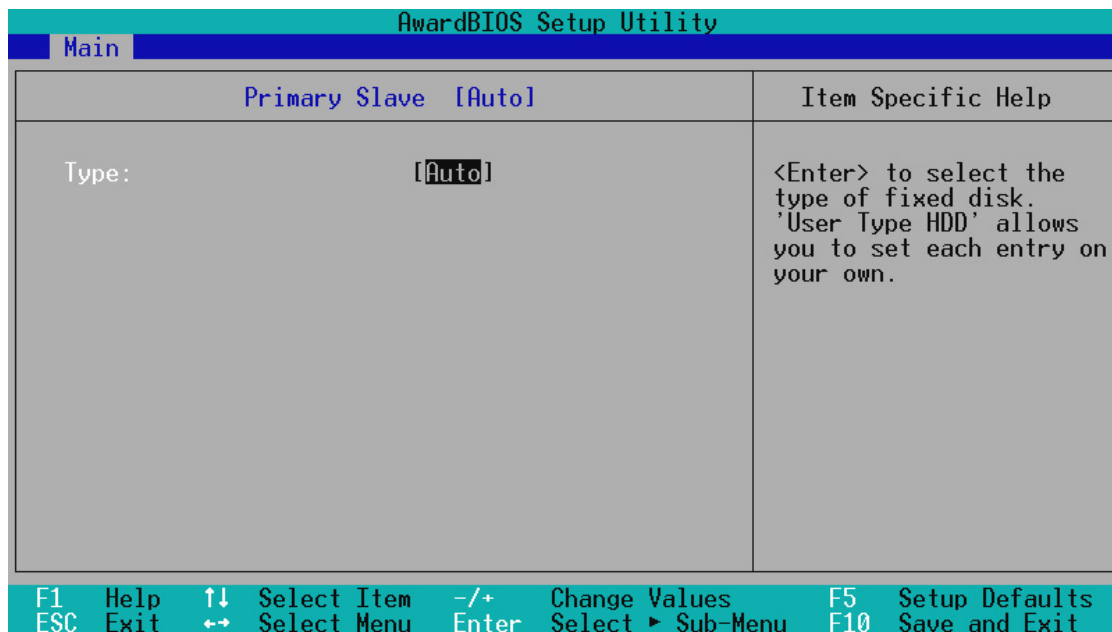 AwardBIOS Setup Utility
Main
Primary Slave [Auto]
Item Specific Help
Type: [Auto]
<Enter> to select the
type of fixed disk.
'User Type HDD' allows
you to set each entry on
your own.
F1 Help ↑↓ Select Item -/+ Change Values F5 Setup Defaults
ESC Exit ←→ Select Menu Enter Select ► Sub-Menu F10 Save and Exit